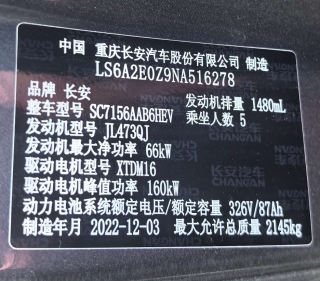 中国 重庆长安汽车股份有限公司 制造
LS6A2E0Z9NA516278
品牌 长安 发动机排量 1480mL
整车型号 SC7156AAB6HEV 乘坐人数 5
发动机型号 JL473QJ
发动机最大净功率 66kW
驱动电机型号 XTDM16
驱动电机峰值功率 160kW
动力电池系统额定电压/额定容量 326V/87Ah
制造年月 2022-12-03 最大允许总质量 2145kg